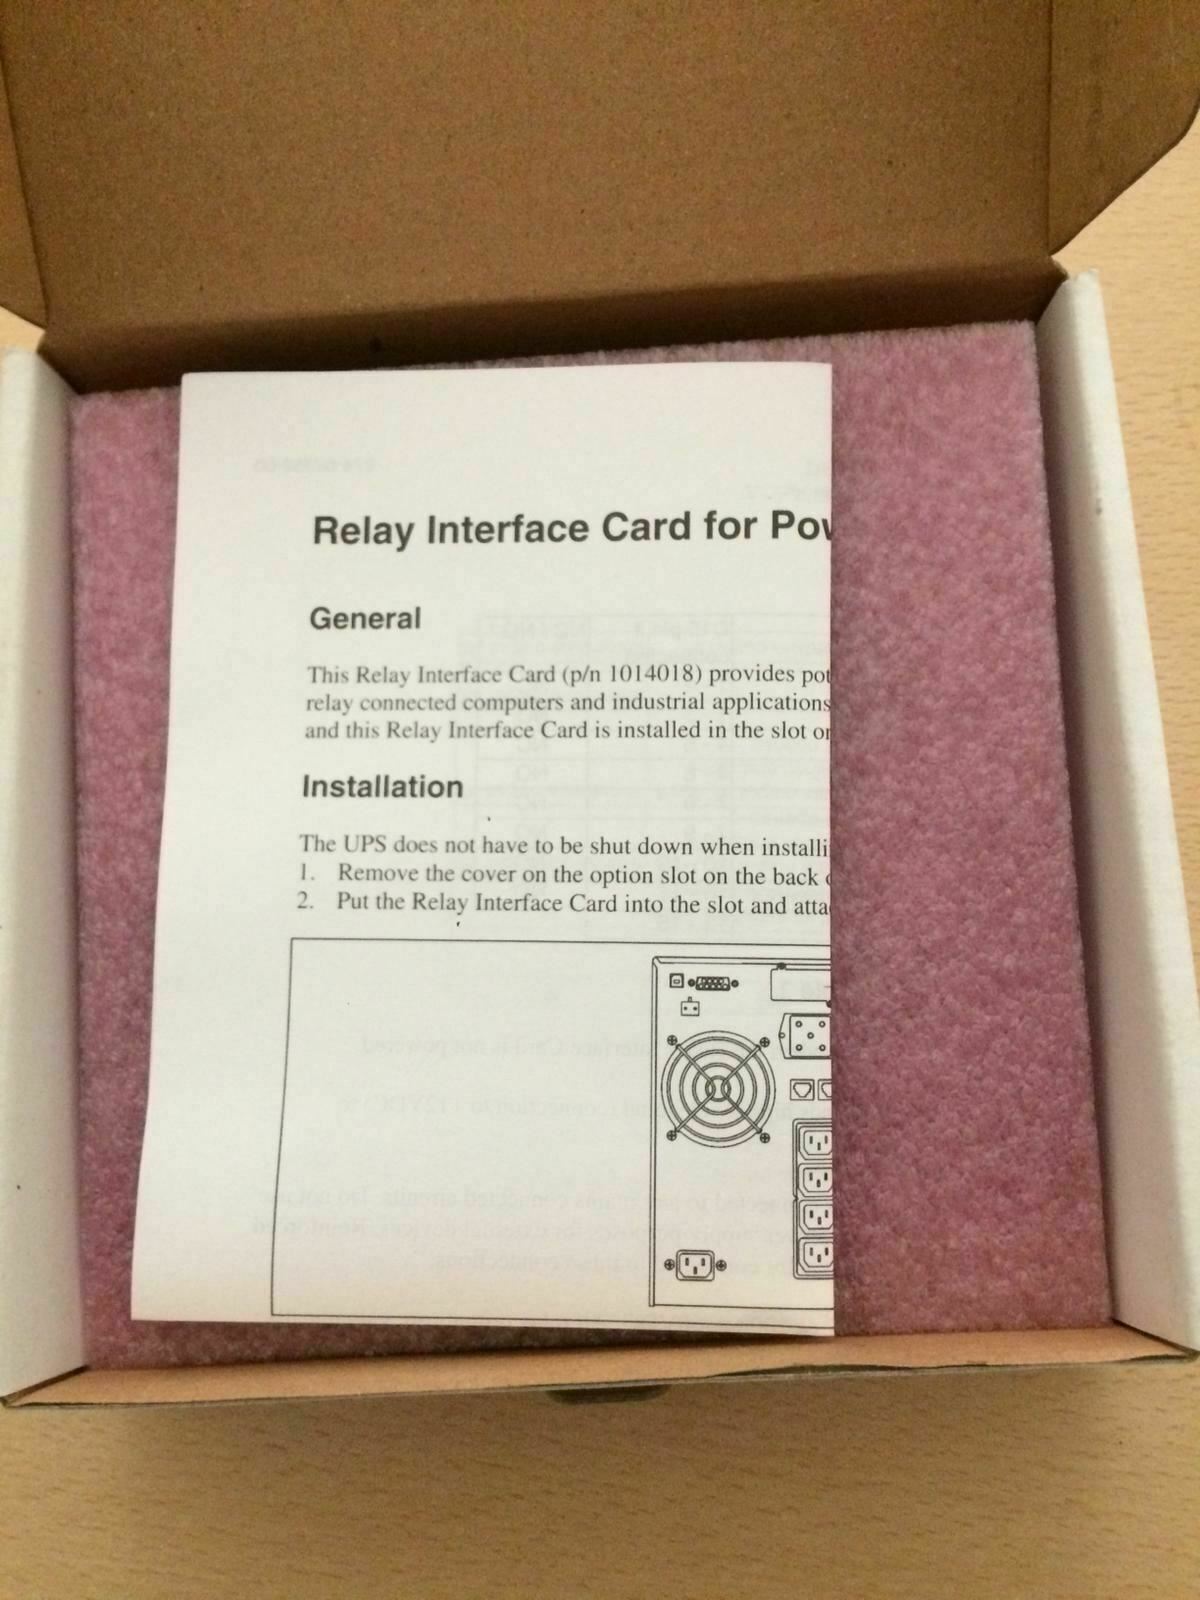 Relay Interface Card for Pow
General
This Relay Interface Card (p/n 1014018) provides pot
relay connected computers and industrial applications
and this Relay Interface Card is installed in the slot or
Installation
The UPS does not have to be shut down when installi
1. Remove the cover on the option slot on the back
2. Put the Relay Interface Card into the slot and atta